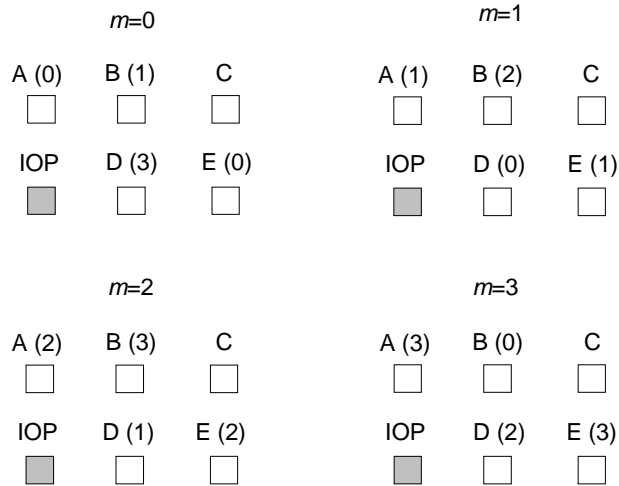 m=0
A (0) B (1) C
IOP D (3) E (0)
m=1
A (1) B (2) C
IOP D (0) E (1)
m=2
A (2) B (3) C
IOP D (1) E (2)
m=3
A (3) B (0) C
IOP D (2) E (3)